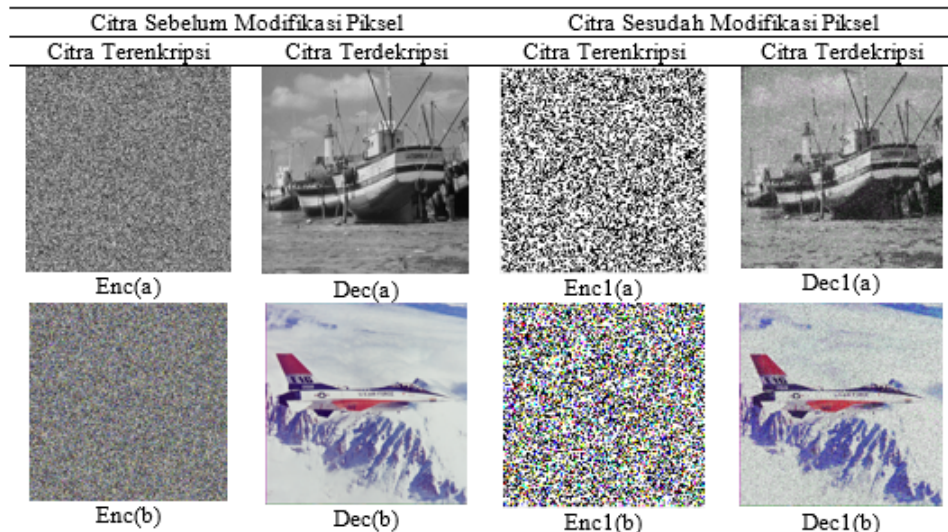 Citra Sebelum Modifikasi Piksel Citra Sesudah Modifikasi Piksel
Citra Terenkripsi Citra Terdekripsi Citra Terenkripsi Citra Terdekripsi
Enc(a) Dec(a) Enc1(a) Dec1(a)
Enc(b) Dec(b) Enc1(b) Dec1(b)